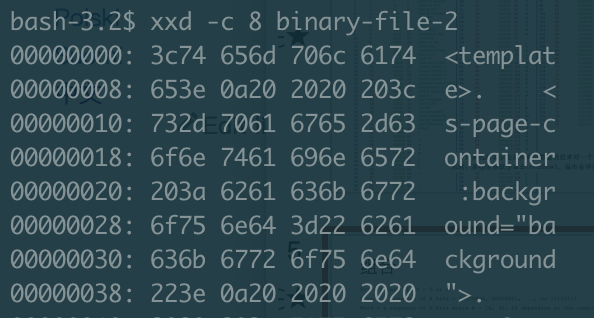 bash-3.2$ xxd -c 8 binary-file-2
00000000: 3c74 656d 706c 6174  <templat
00000008: 653e 0a20 2020 203c  e>.    <
00000010: 732d 7061 6765 2d63  s-page-c
00000018: 6f6e 7461 696e 6572  ontainer
00000020: 203a 6261 636b 6772   :backgr
00000028: 6f75 6e64 3d22 6261  ound="ba
00000030: 636b 6772 6f75 6e64  ckground
00000038: 223e 0a20 2020 2020  ">.